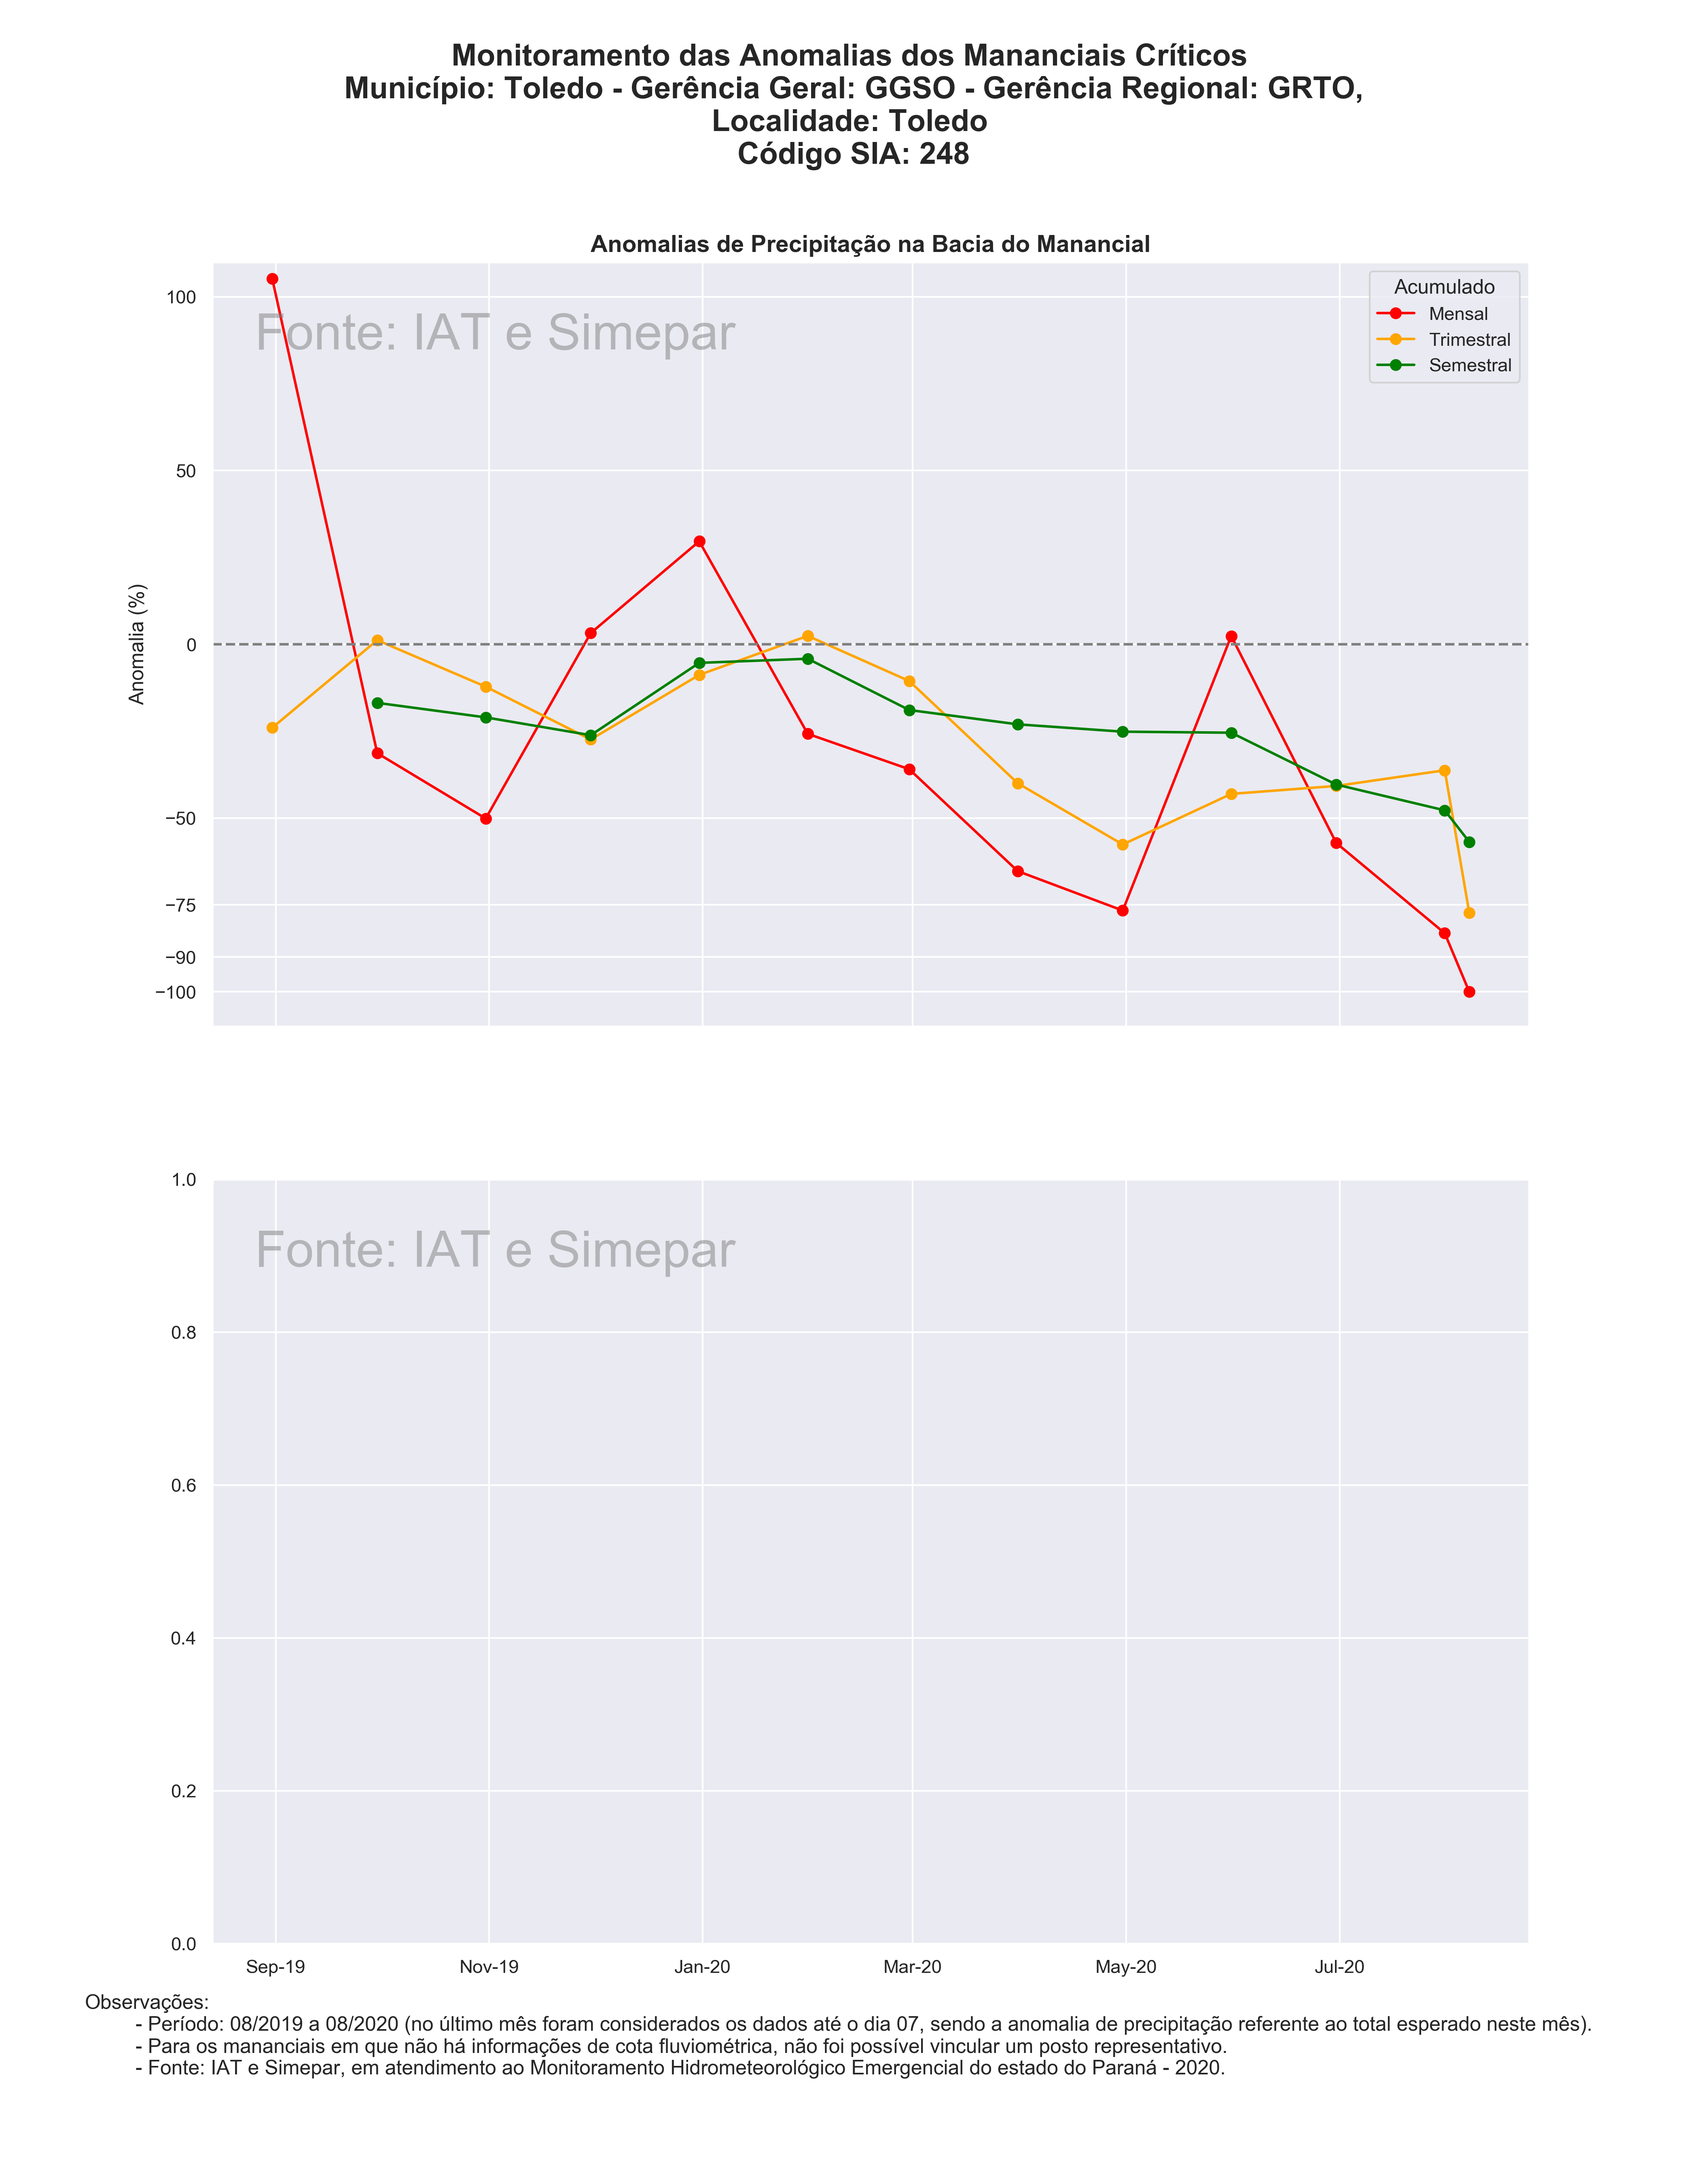 Monitoramento das Anomalias dos Mananciais Críticos
Município: Toledo - Gerência Geral: GGSO - Gerência Regional: GRTO,
Localidade: Toledo
Código SIA: 248
Anomalias de Precipitação na Bacia do Manancial
Fonte: IAT e Simepar
Acumulado
Mensal
Trimestral
Semestral
Anomalia (%)
100
50
0
−50
−75
−90
−100
Fonte: IAT e Simepar
1.0
0.8
0.6
0.4
0.2
0.0
Sep-19 Nov-19 Jan-20 Mar-20 May-20 Jul-20
Observações:
- Período: 08/2019 a 08/2020 (no último mês foram considerados os dados até o dia 07, sendo a anomalia de precipitação referente ao total esperado neste mês).
- Para os mananciais em que não há informações de cota fluviométrica, não foi possível vincular um posto representativo.
- Fonte: IAT e Simepar, em atendimento ao Monitoramento Hidrometeorológico Emergencial do estado do Paraná - 2020.